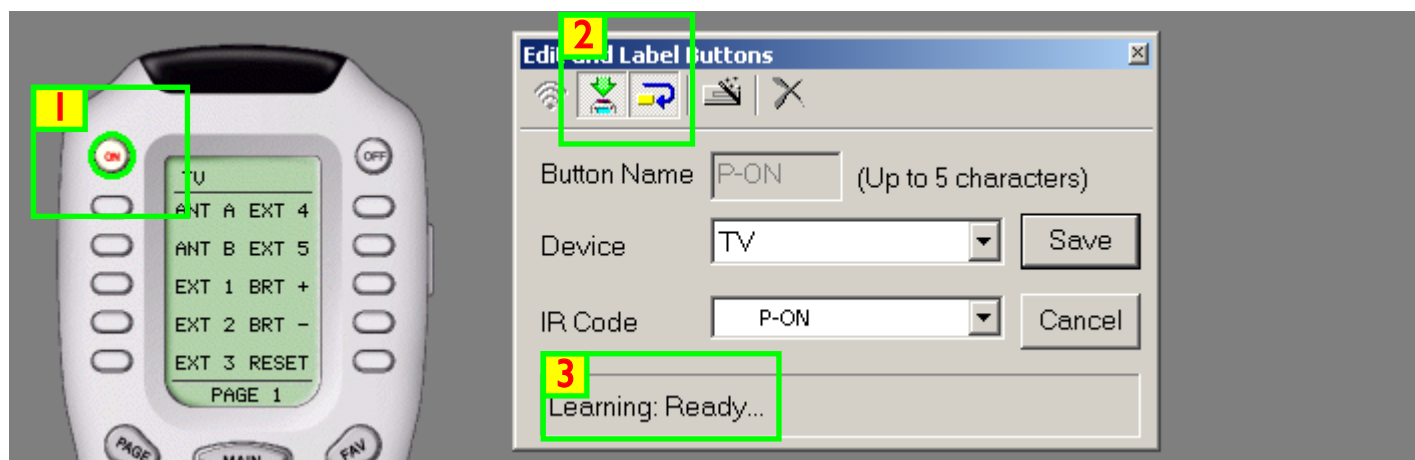 1
ON
OFF
TV
ANT A EXT 4
ANT B EXT 5
EXT 1 BRT +
EXT 2 BRT -
EXT 3 RESET
PAGE 1
PAGE
MAIN
FAV
2
Edit and Label Buttons
Button Name P-ON (Up to 5 characters)
Device TV Save
IR Code P-ON Cancel
3
Learning: Ready...